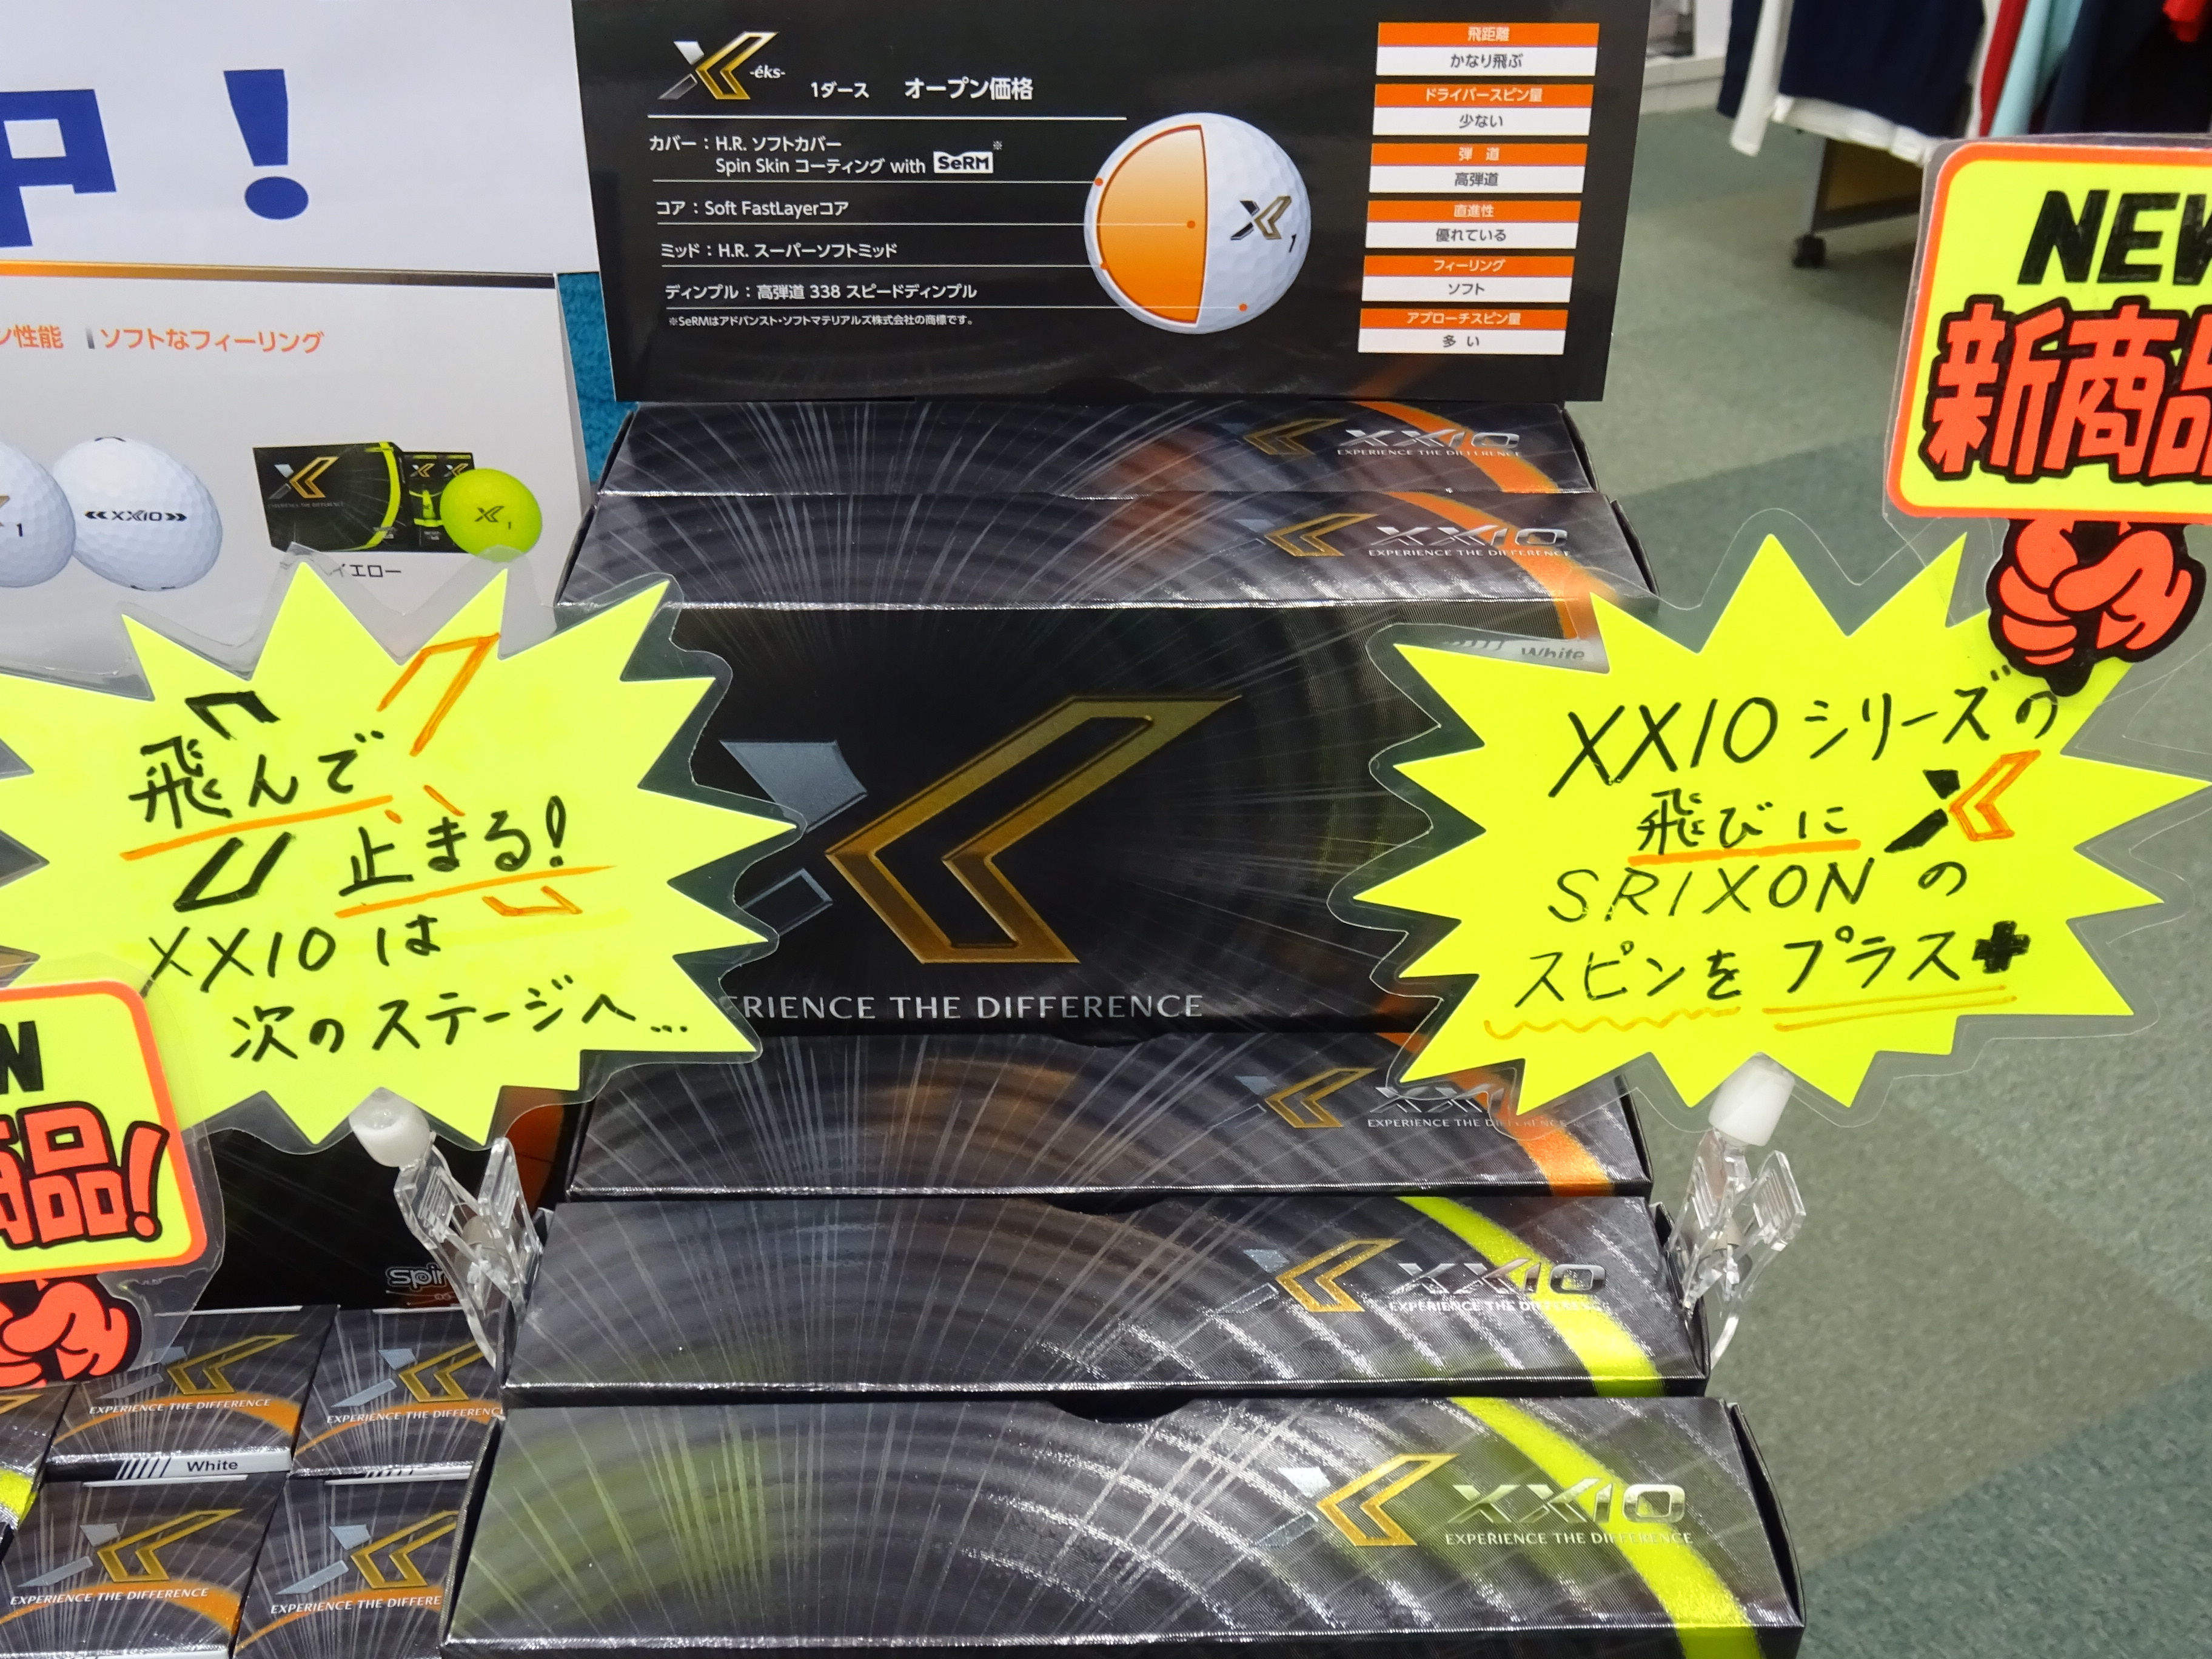 中!
-éks-
1ダース オープン価格
カバー：H.R. ソフトカバー
Spin Skin コーティング with SeRM※
コア：Soft FastLayerコア
ミッド：H.R. スーパーソフトミッド
ディンプル：高弾道 338 スピードディンプル
※SeRMはアドバンスト・ソフトマテリアルズ株式会社の商標です。
1
飛距離
かなり飛ぶ
ドライバースピン量
少ない
弾 道
高弾道
直進性
優れている
フィーリング
ソフト
アプローチスピン量
多 い
ン性能 ソフトなフィーリング
1
XXIO
1
イエロー
NEW
新商品
XXIO
EXPERIENCE THE DIFFERENCE
XXIO
EXPERIENCE THE DIFFERENCE
White
「飛んで」
「止まる!」
XXIO は
次のステージへ...
XXIO シリーズの
飛びに X
SRIXON の
スピンを プラス+
ERIENCE THE DIFFERENCE
品!
XXIO
EXPERIENCE THE DIFFERENCE
XXIO
EXPERIENCE THE DIFFERENCE
XXIO
EXPERIENCE THE DIFFERENCE
EXPERIENCE THE DIFFERENCE
EXPERIENCE THE DIFFERENC
White
EXPERIENCE THE DIFFERENCE
EXPERIENCE THE DIFFERE